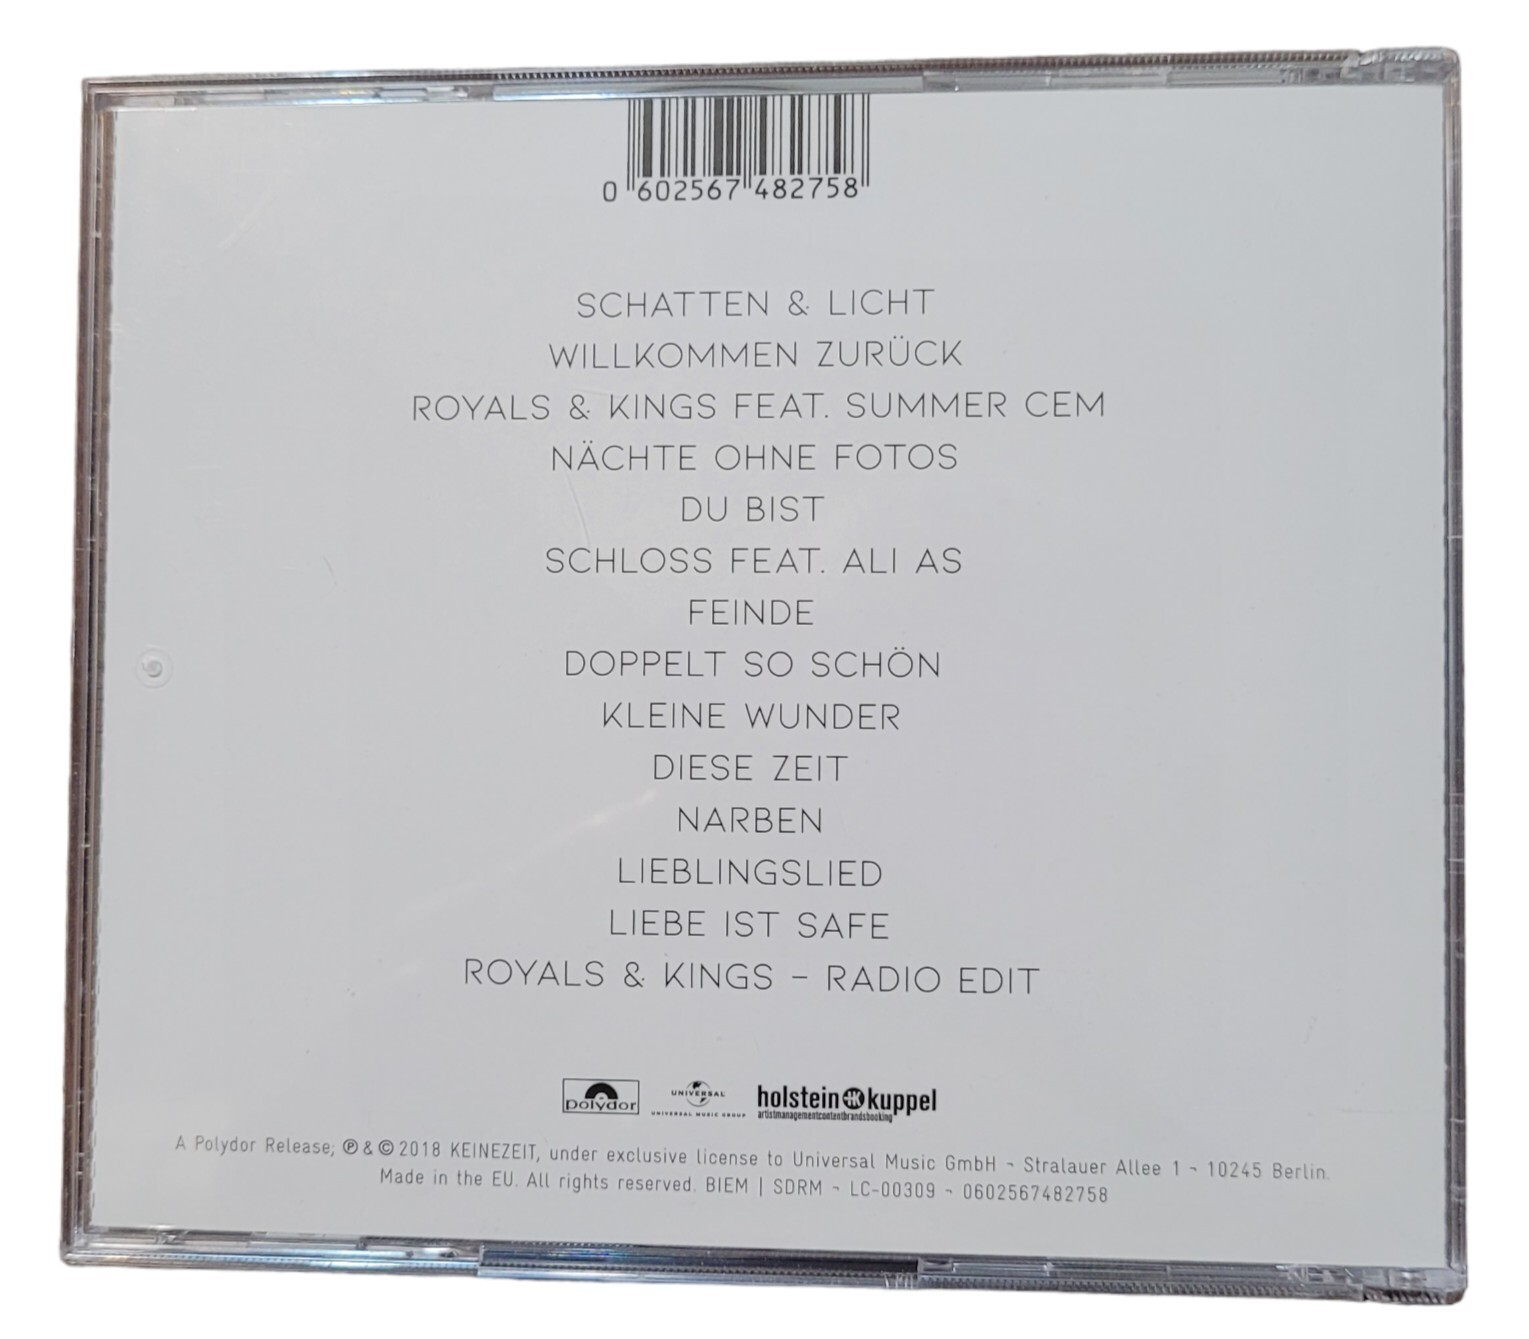 0 602567 482758
SCHATTEN & LICHT
WILLKOMMEN ZURÜCK
ROYALS & KINGS FEAT. SUMMER CEM
NÄCHTE OHNE FOTOS
DU BIST
SCHLOSS FEAT. ALI AS
FEINDE
DOPPELT SO SCHÖN
KLEINE WUNDER
DIESE ZEIT
NARBEN
LIEBLINGSLIED
LIEBE IST SAFE
ROYALS & KINGS – RADIO EDIT
polydor UNIVERSAL holstein HK kuppel
UNIVERSAL MUSIC GROUP artistmanagementcontentbrandsbooking
A Polydor Release; ℗ & © 2018 KEINEZEIT, under exclusive license to Universal Music GmbH - Stralauer Allee 1 - 10245 Berlin.
Made in the EU. All rights reserved. BIEM | SDRM - LC-00309 - 0602567482758